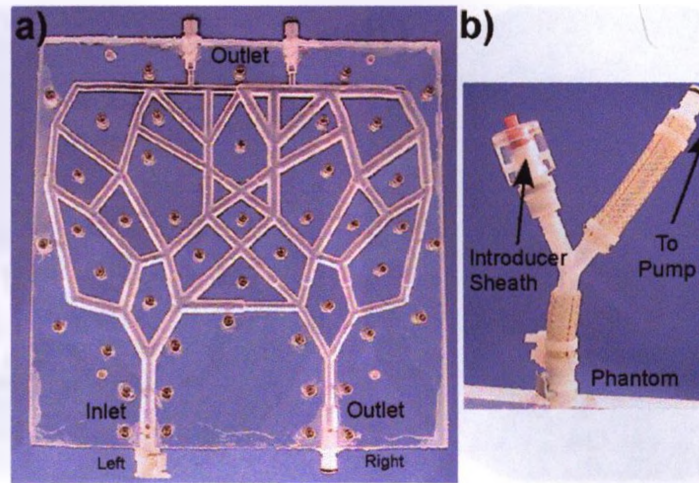 a)
Outlet
Inlet
Outlet
Left
Right
b)
Introducer
Sheath
To
Pump
Phantom